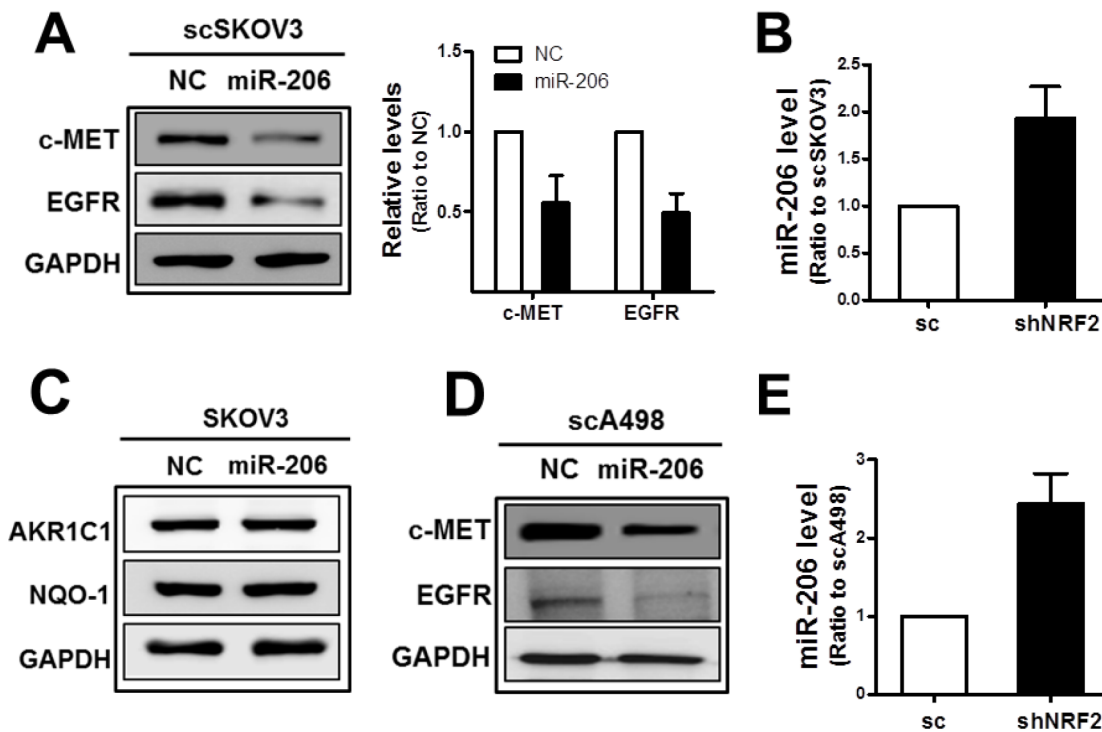 A
scSKOV3
NC miR-206
c-MET
EGFR
GAPDH
Relative levels
(Ratio to NC)
1.5
1.0
0.5
NC
miR-206
c-MET EGFR
B
miR-206 level
(Ratio to scSKOV3)
2.5
2.0
1.5
1.0
0.5
0.0
sc shNRF2
C
SKOV3
NC miR-206
AKR1C1
NQO-1
GAPDH
D
scA498
NC miR-206
c-MET
EGFR
GAPDH
E
miR-206 level
(Ratio to scA498)
3
2
1
0
sc shNRF2